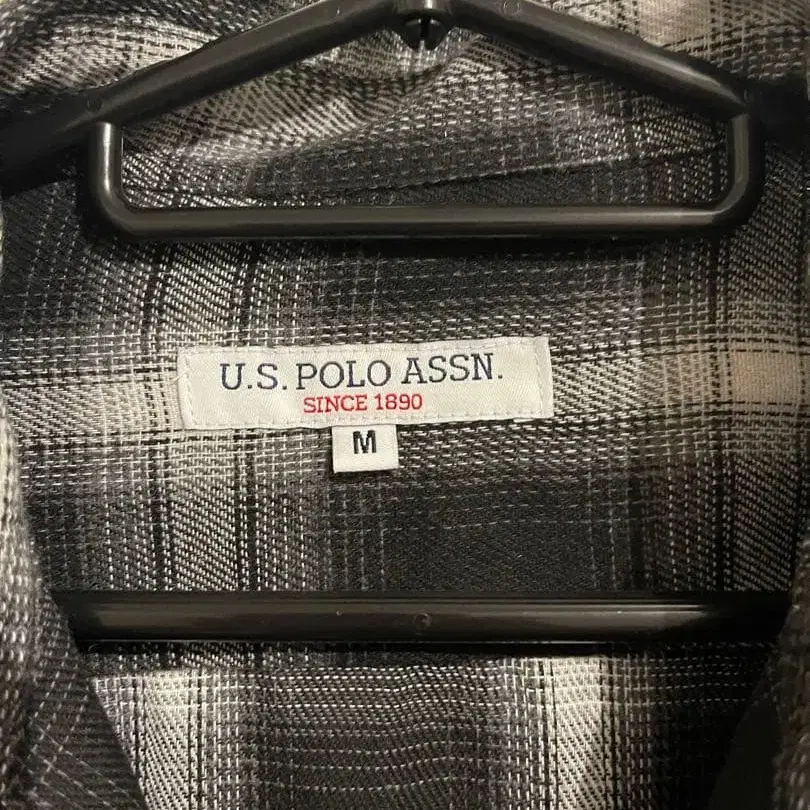 U.S. POLO ASSN.
SINCE 1890
M